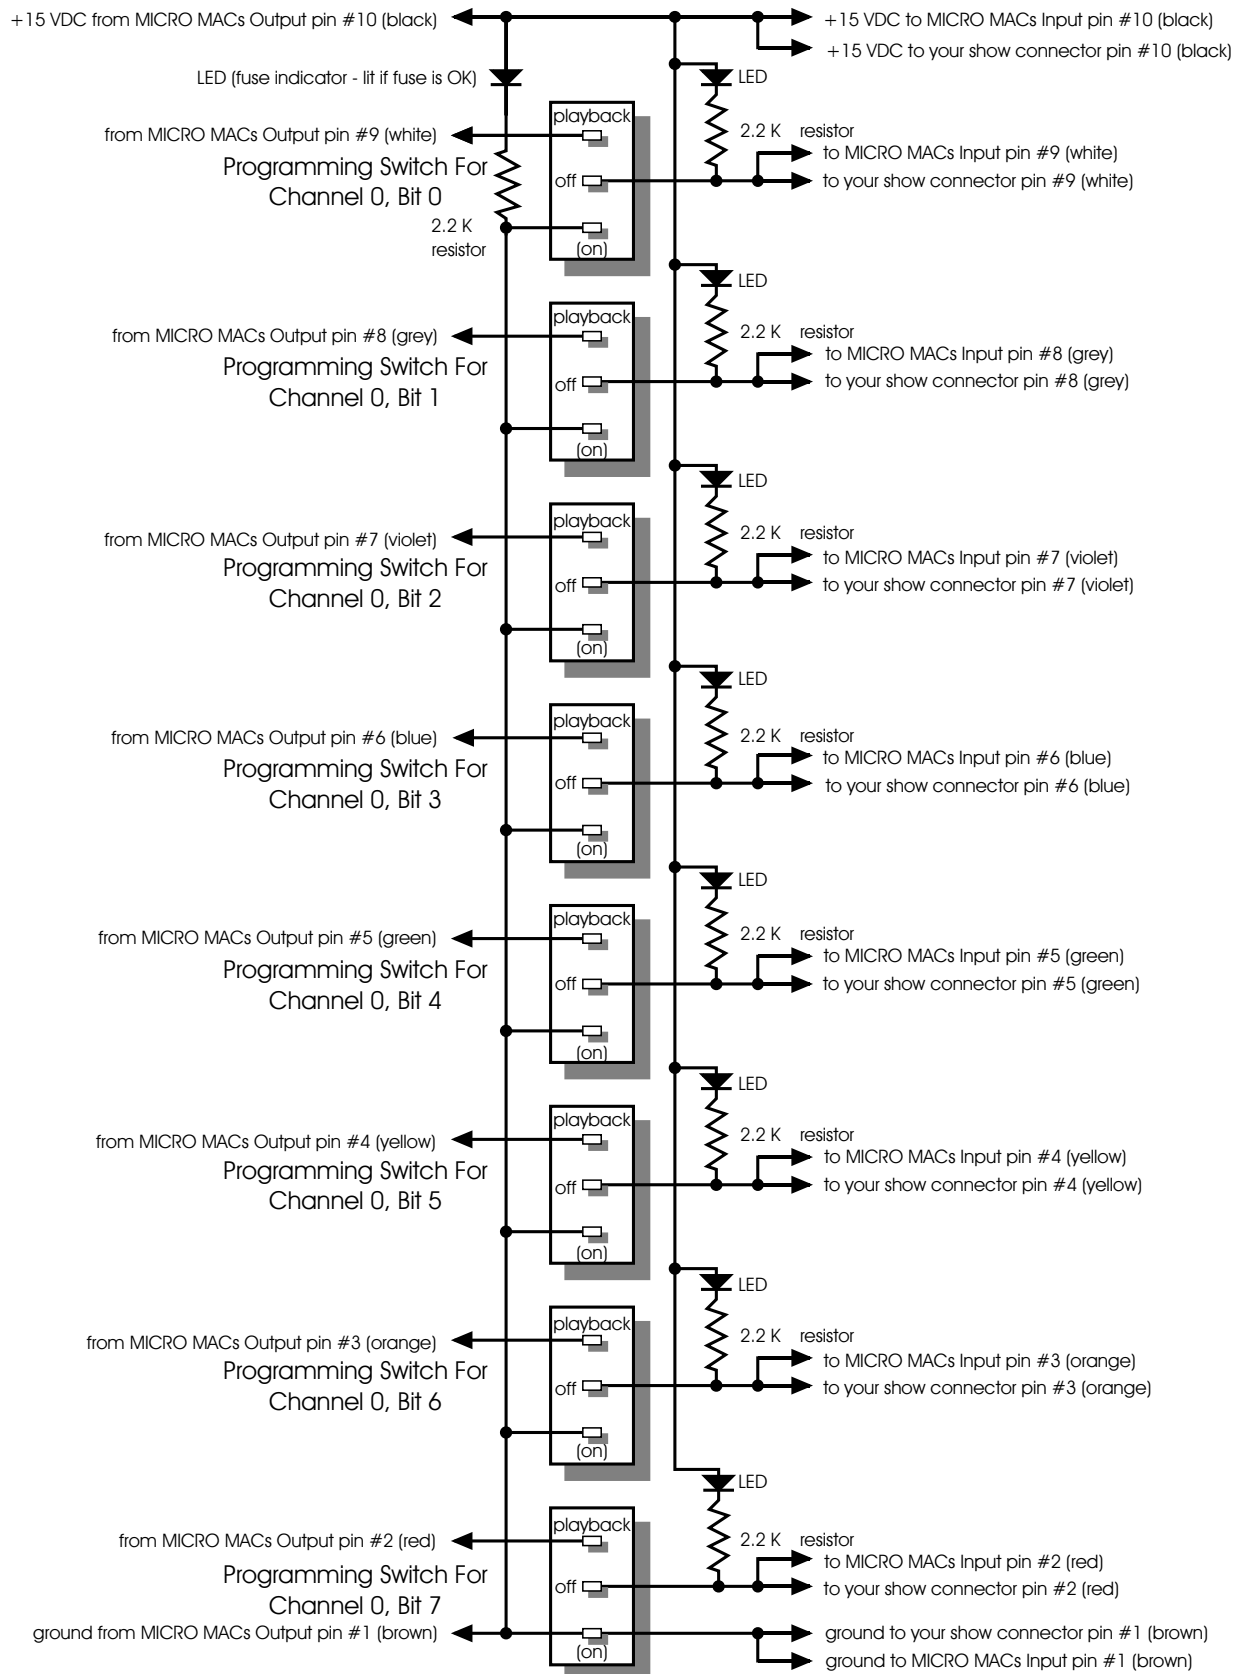 +15 VDC from MICRO MACs Output pin #10 (black)
+15 VDC to MICRO MACs Input pin #10 (black)
+15 VDC to your show connector pin #10 (black)
LED (fuse indicator - lit if fuse is OK)
LED
playback
from MICRO MACs Output pin #9 (white)
2.2 K resistor
to MICRO MACs Input pin #9 (white)
Programming Switch For
Channel 0, Bit 0
off
to your show connector pin #9 (white)
2.2 K
resistor
(on)
LED
playback
from MICRO MACs Output pin #8 (grey)
2.2 K resistor
to MICRO MACs Input pin #8 (grey)
Programming Switch For
Channel 0, Bit 1
off
to your show connector pin #8 (grey)
(on)
LED
playback
from MICRO MACs Output pin #7 (violet)
2.2 K resistor
to MICRO MACs Input pin #7 (violet)
Programming Switch For
Channel 0, Bit 2
off
to your show connector pin #7 (violet)
(on)
LED
playback
from MICRO MACs Output pin #6 (blue)
2.2 K resistor
to MICRO MACs Input pin #6 (blue)
Programming Switch For
Channel 0, Bit 3
off
to your show connector pin #6 (blue)
(on)
LED
playback
from MICRO MACs Output pin #5 (green)
2.2 K resistor
to MICRO MACs Input pin #5 (green)
Programming Switch For
Channel 0, Bit 4
off
to your show connector pin #5 (green)
(on)
LED
playback
from MICRO MACs Output pin #4 (yellow)
2.2 K resistor
to MICRO MACs Input pin #4 (yellow)
Programming Switch For
Channel 0, Bit 5
off
to your show connector pin #4 (yellow)
(on)
LED
playback
from MICRO MACs Output pin #3 (orange)
2.2 K resistor
to MICRO MACs Input pin #3 (orange)
Programming Switch For
Channel 0, Bit 6
off
to your show connector pin #3 (orange)
(on)
LED
playback
from MICRO MACs Output pin #2 (red)
2.2 K resistor
to MICRO MACs Input pin #2 (red)
Programming Switch For
Channel 0, Bit 7
off
to your show connector pin #2 (red)
ground from MICRO MACs Output pin #1 (brown)
(on)
ground to your show connector pin #1 (brown)
ground to MICRO MACs Input pin #1 (brown)